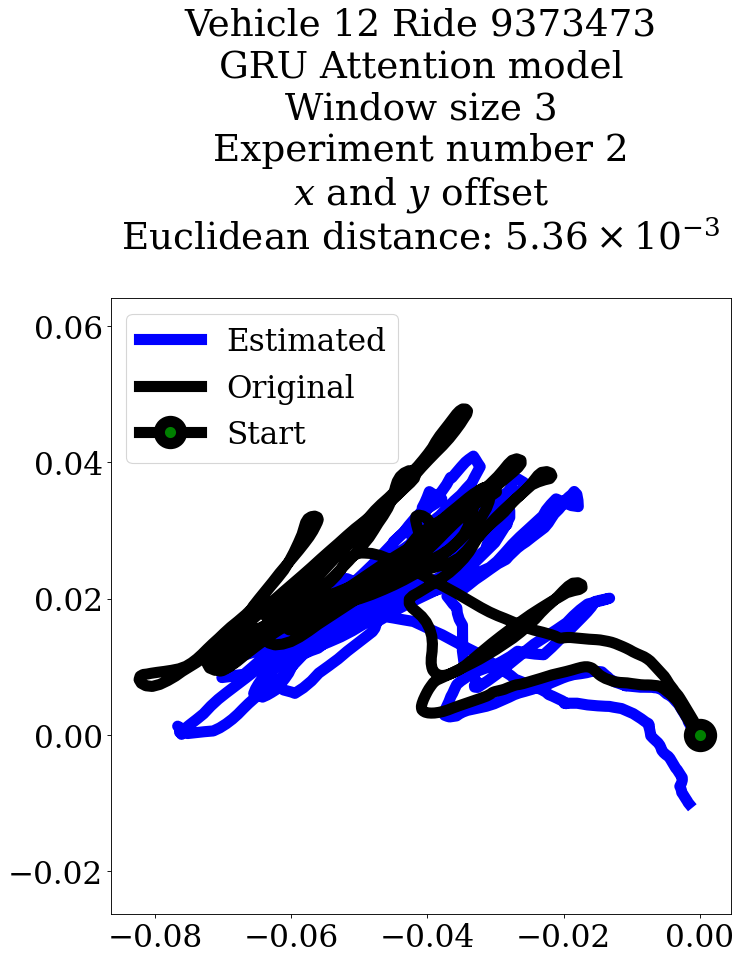 Vehicle 12 Ride 9373473
GRU Attention model
Window size 3
Experiment number 2
x and y offset
Euclidean distance: 5.36 × 10⁻³
Estimated
Original
Start
0.06
0.04
0.02
0.00
−0.02
−0.08
−0.06
−0.04
−0.02
0.00